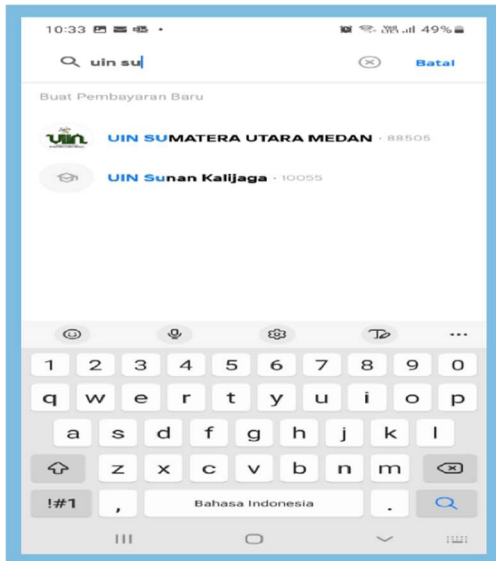 10:33 49%
uin su Batal
Buat Pembayaran Baru
UIN SUMATERA UTARA MEDAN · 88505
UIN Sunan Kalijaga · 10055
1 2 3 4 5 6 7 8 9 0
q w e r t y u i o p
a s d f g h j k l
z x c v b n m
!#1 , Bahasa Indonesia .